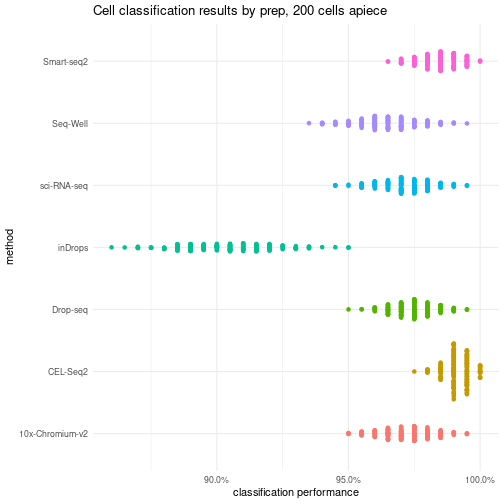 Cell classification results by prep, 200 cells apiece
Smart-seq2
Seq-Well
sci-RNA-seq
inDrops
Drop-seq
CEL-Seq2
10x-Chromium-v2
method
90.0%
95.0%
100.0%
classification performance